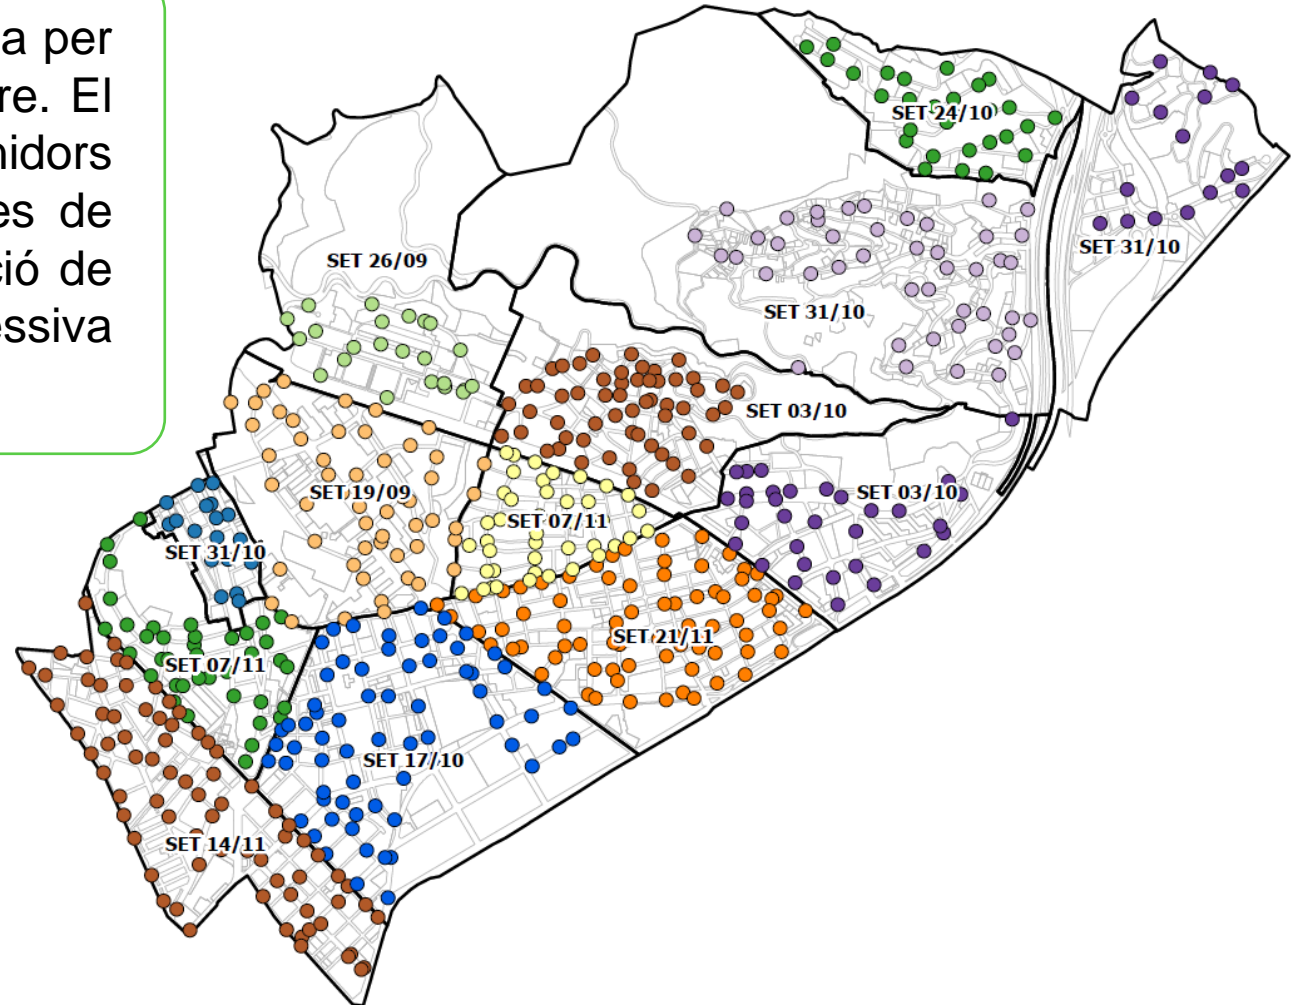 a per
re. El
nidors
es de
ció de
essiva
SET 24/10
SET 31/10
SET 26/09
SET 31/10
SET 03/10
SET 19/09
SET 03/10
SET 07/11
SET 31/10
SET 21/11
SET 07/11
SET 17/10
SET 14/11